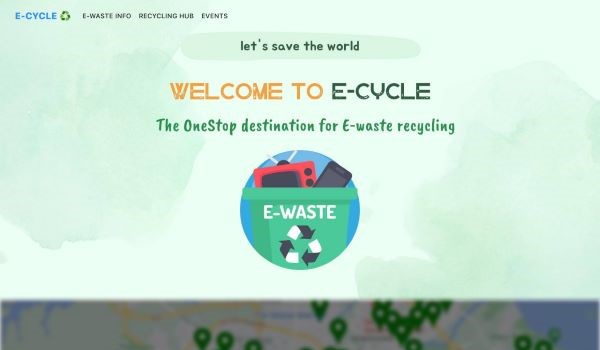 E-CYCLE E-WASTE INFO RECYCLING HUB EVENTS
let's save the world
WELCOME TO E-CYCLE
The OneStop destination for E-waste recycling
E-WASTE